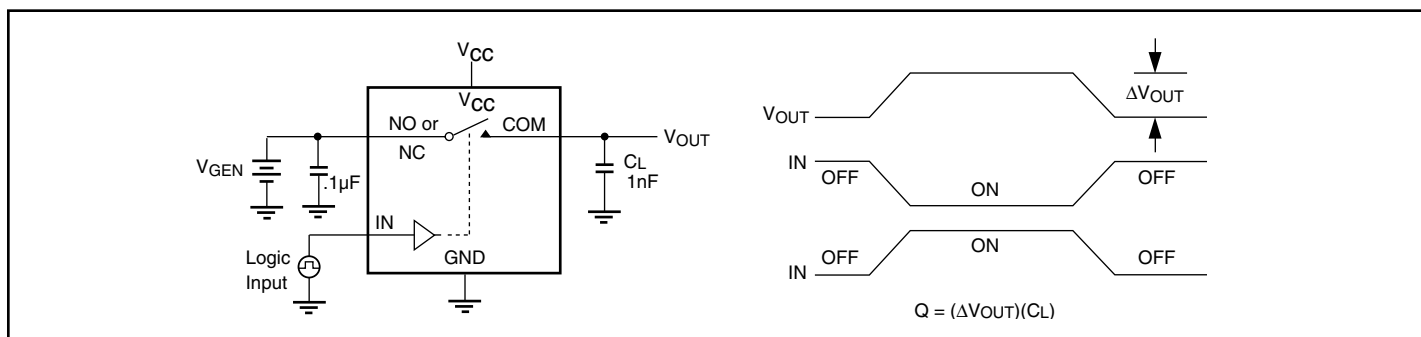 VCC
VCC
NO or
NC
COM
VOUT
VGEN
.1µF
CL
1nF
IN
Logic
Input
GND
VOUT
ΔVOUT
IN
OFF
ON
OFF
IN
OFF
ON
OFF
Q = (ΔVOUT)(CL)